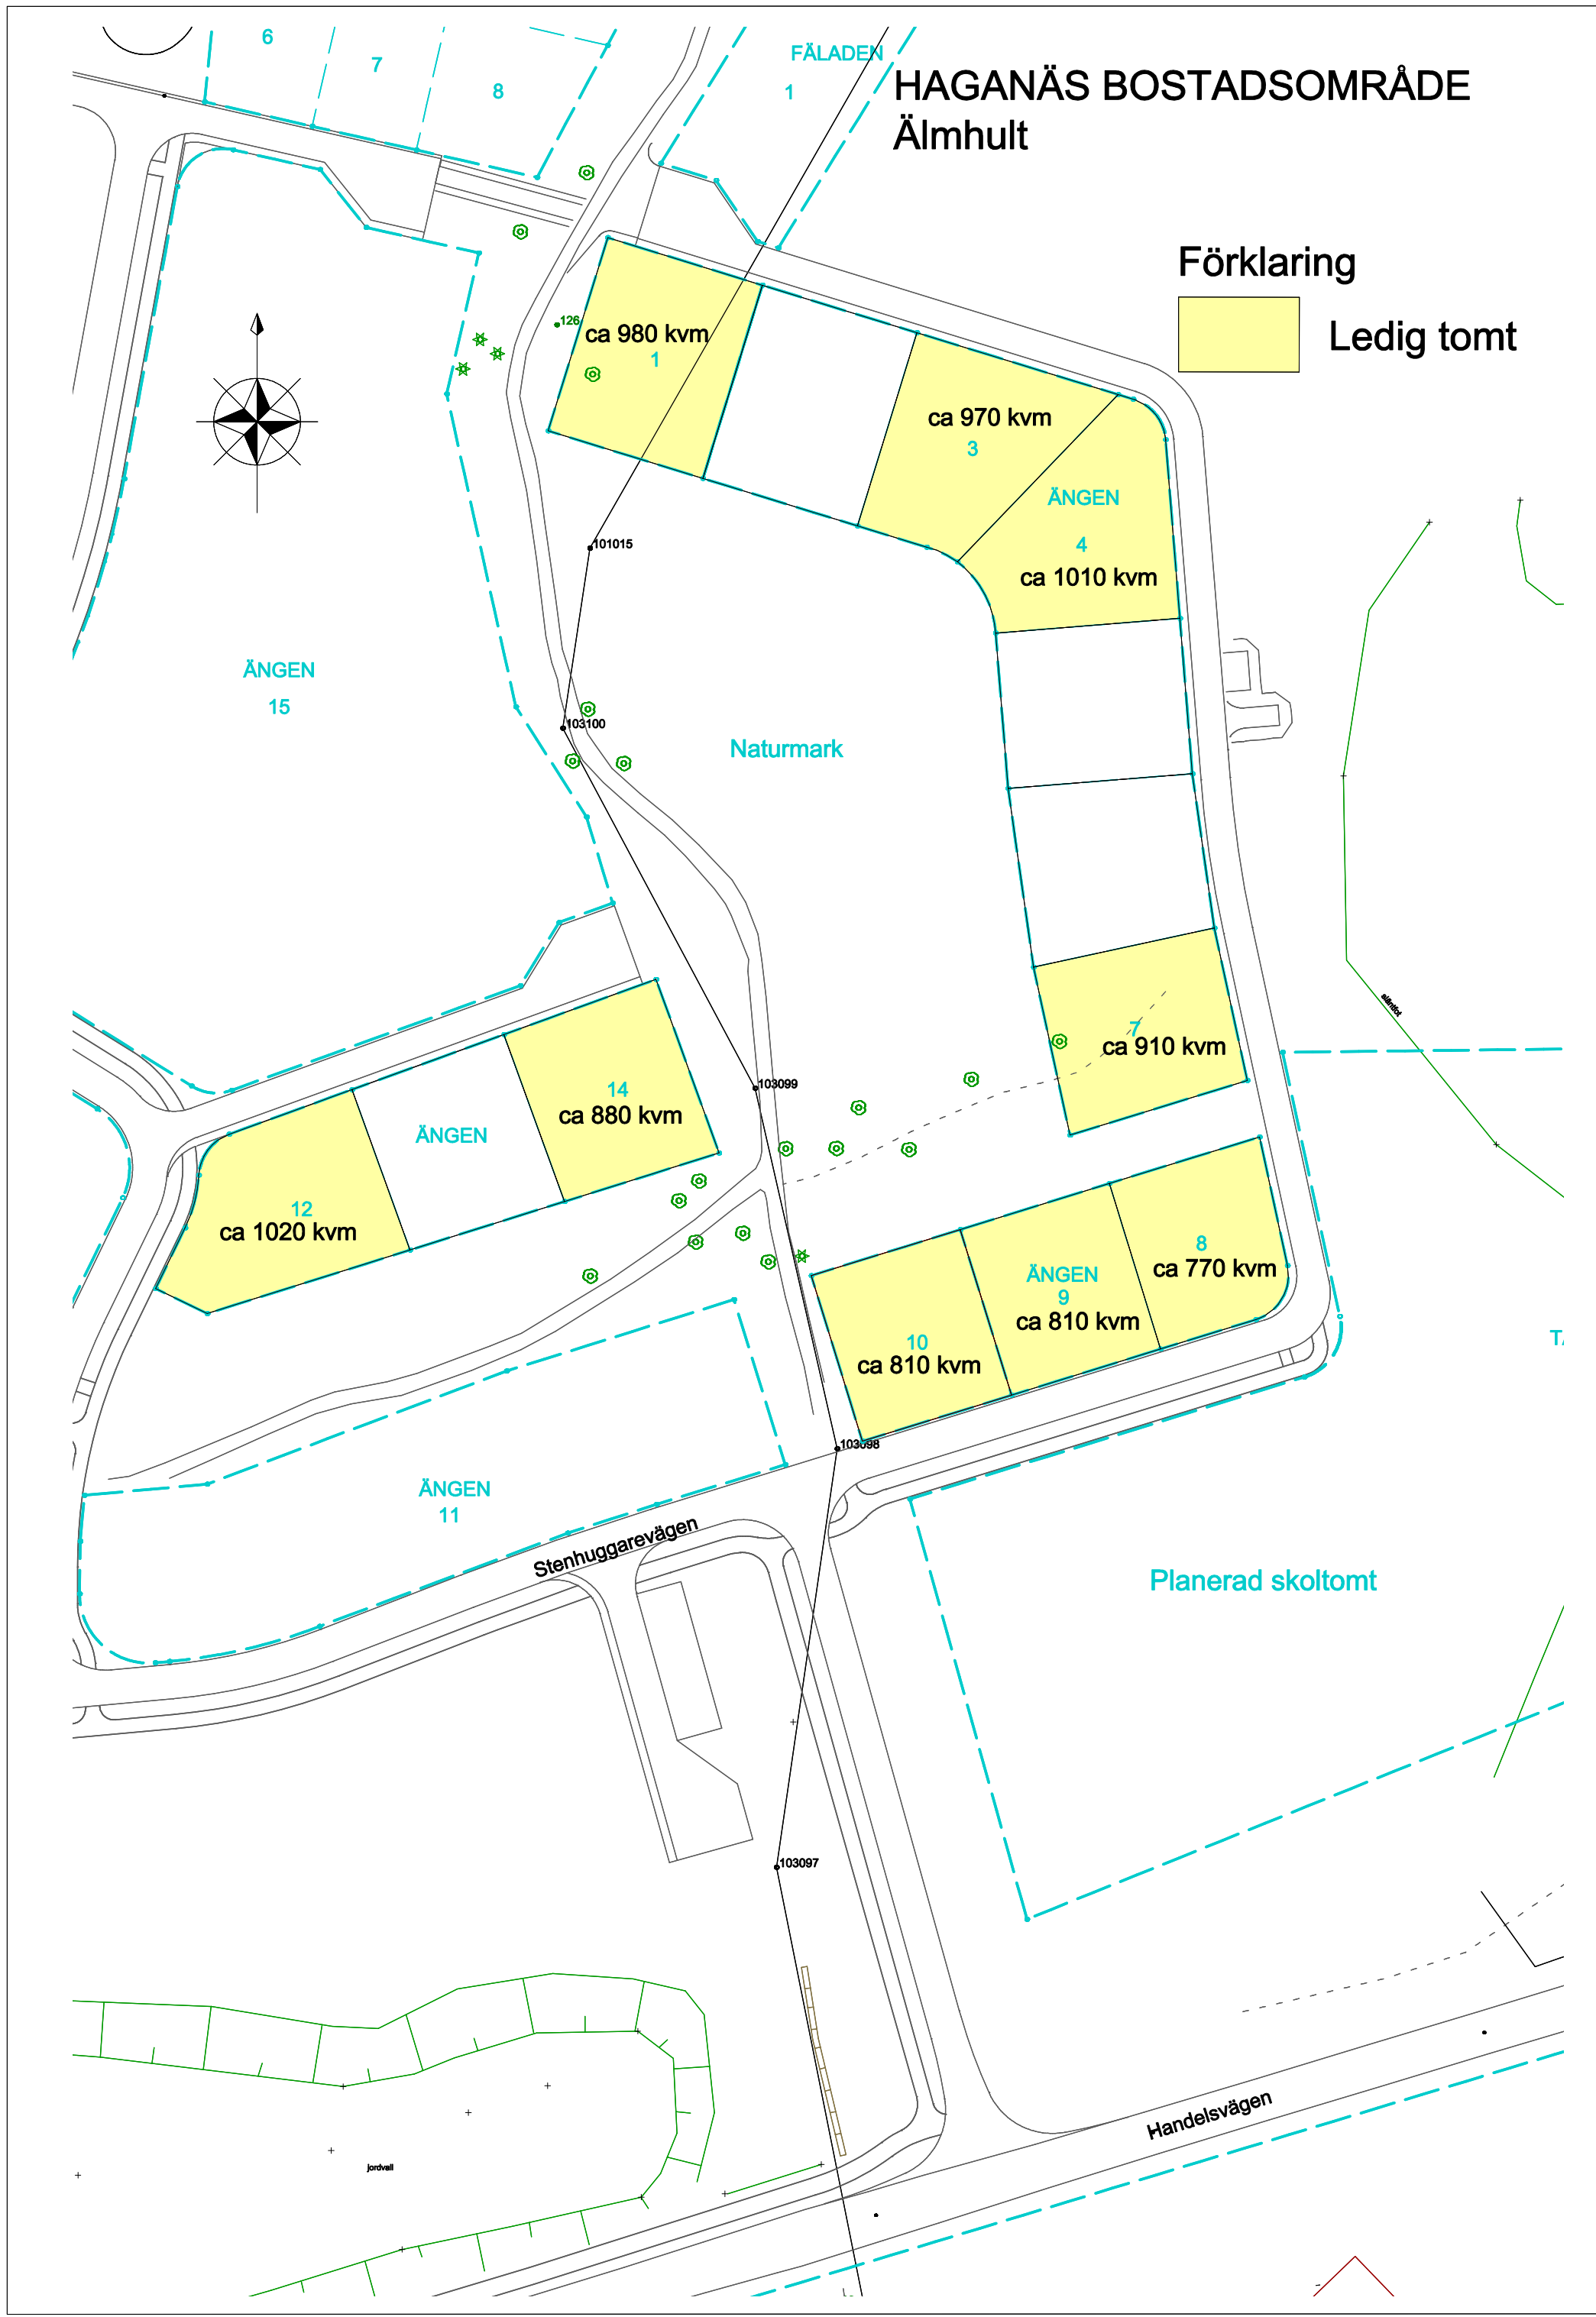 HAGANÄS BOSTADSOMRÅDE
Älmhult
Förklaring
Ledig tomt
6
7
8
FÄLADEN
1
126
ca 980 kvm
1
ca 970 kvm
3
ÄNGEN
4
ca 1010 kvm
101015
ÄNGEN
15
103100
Naturmark
släntfot
7
ca 910 kvm
103099
14
ca 880 kvm
ÄNGEN
12
ca 1020 kvm
8
ca 770 kvm
ÄNGEN
9
ca 810 kvm
10
ca 810 kvm
103098
ÄNGEN
11
Stenhuggarevägen
Planerad skoltomt
103097
Handelsvägen
jordvall